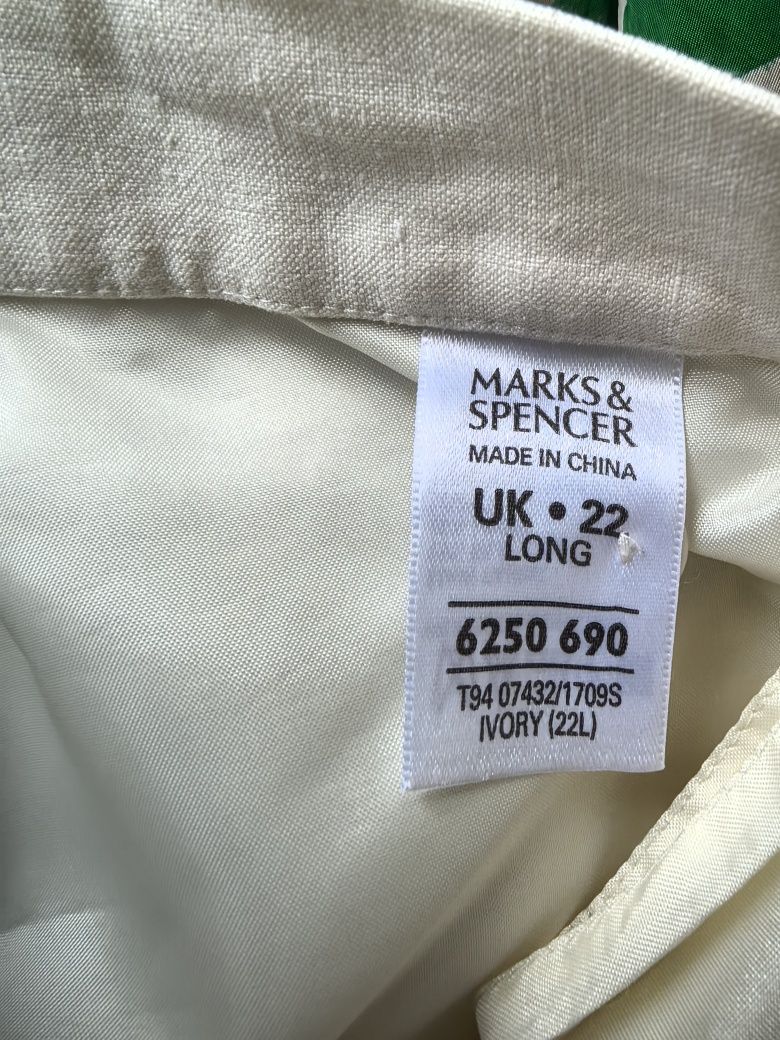 MARKS &
SPENCER
MADE IN CHINA
UK • 22
LONG
6250 690
T94 07432/1709S
IVORY (22L)